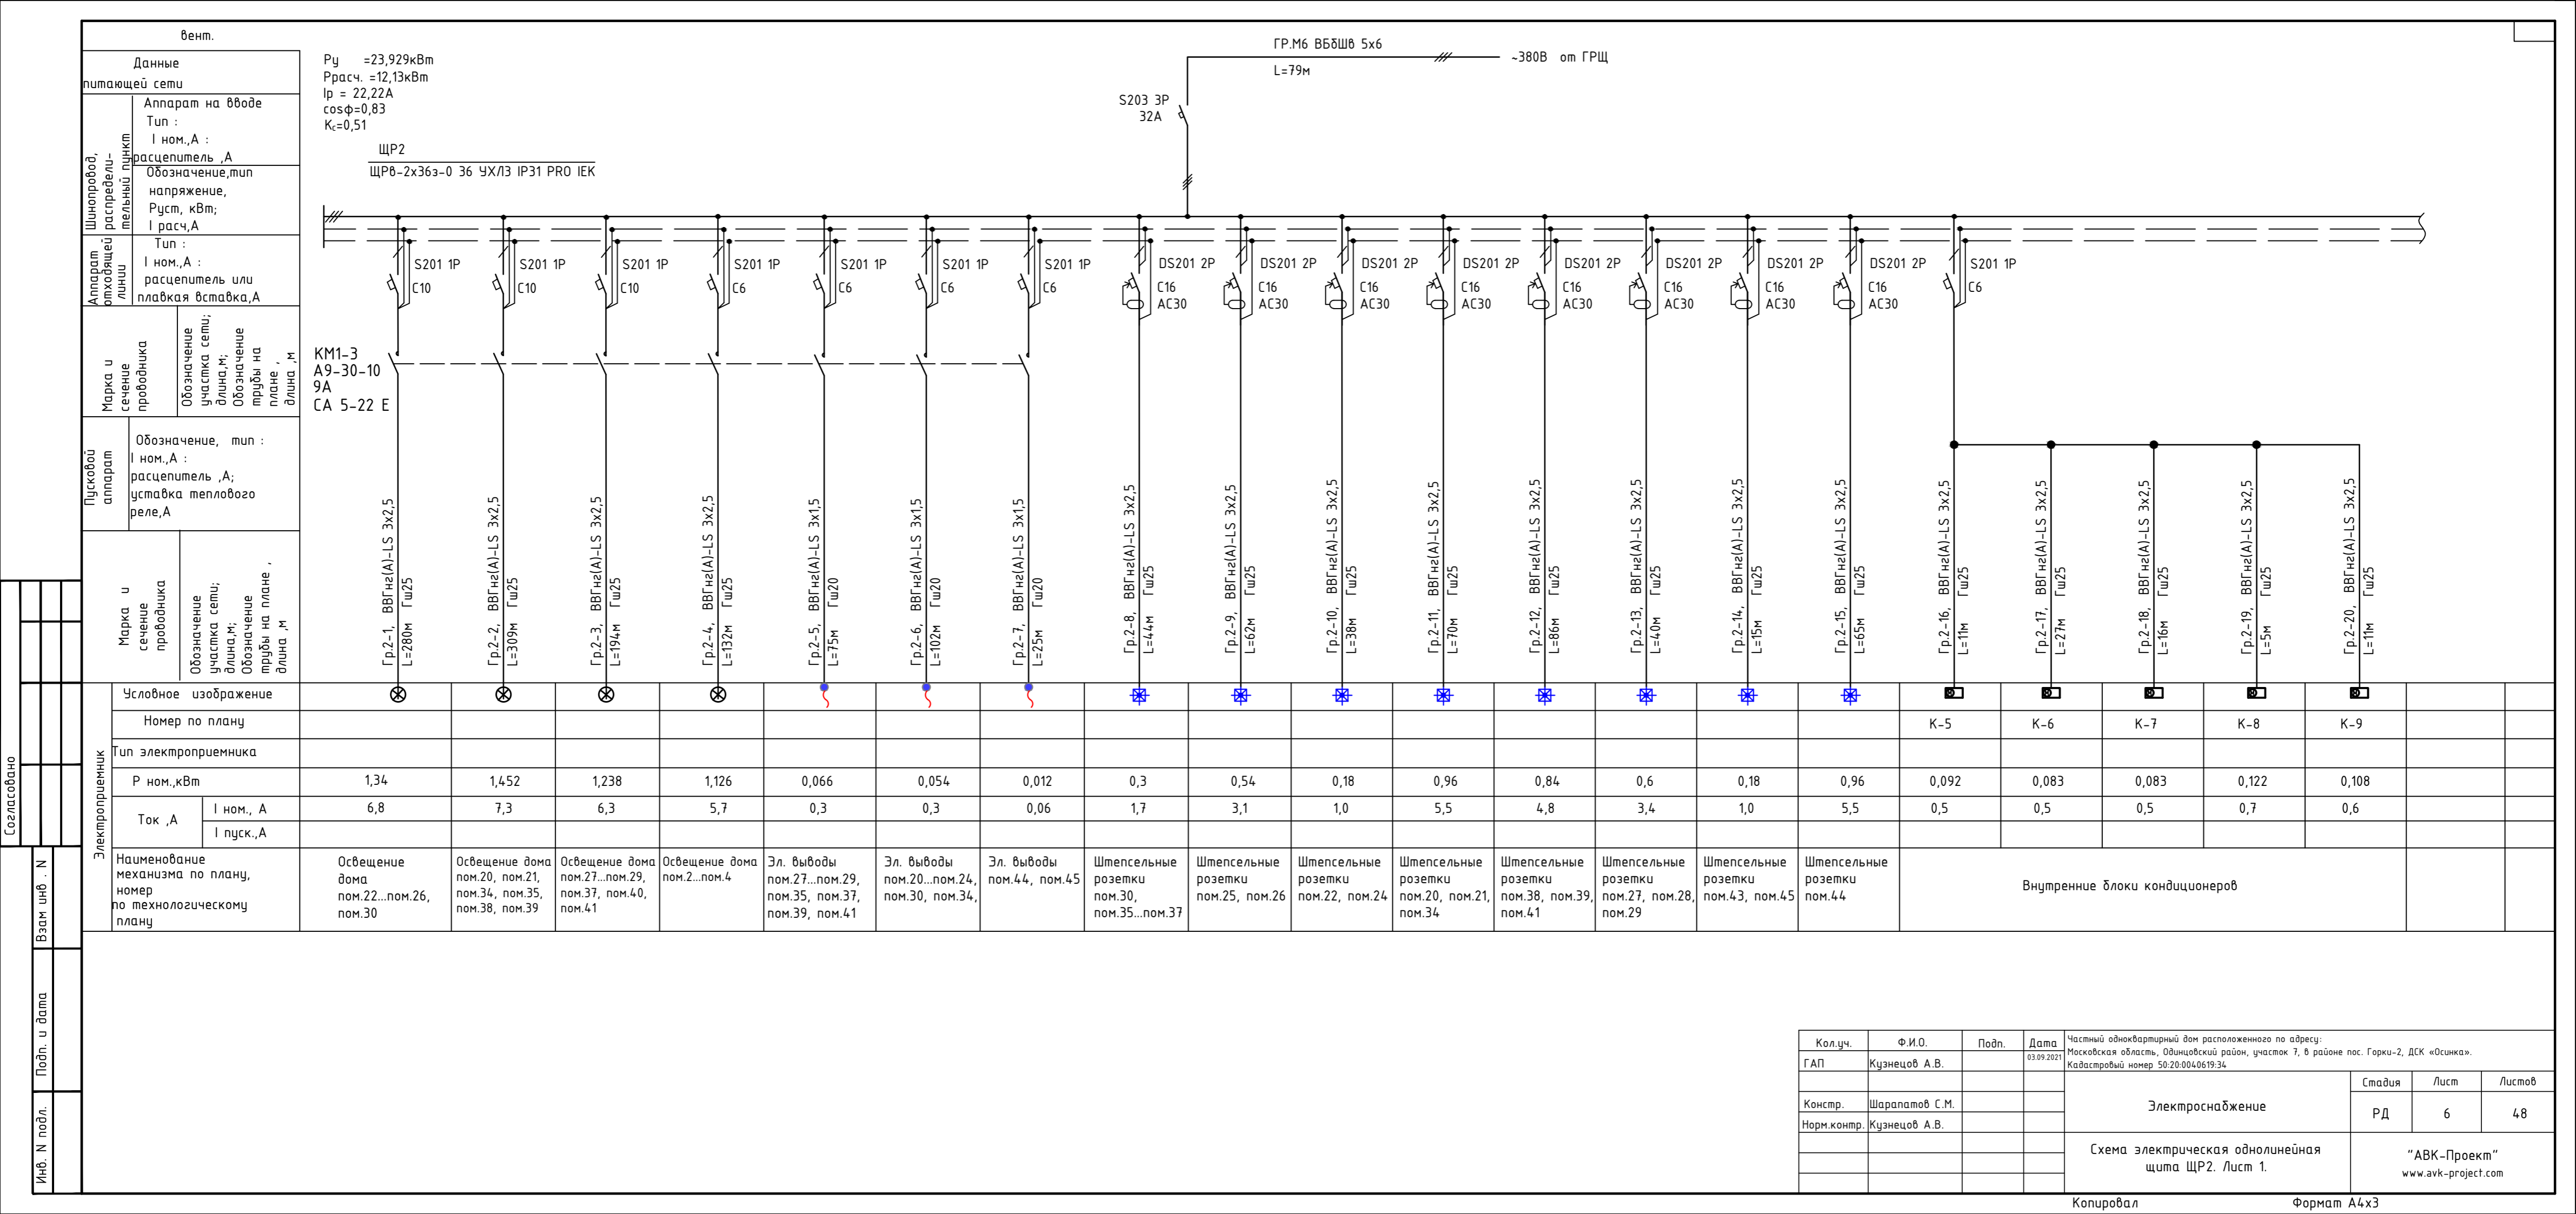 вент.
Данные
питающей сети
Шинопровод,
распредели-
тельный пункт
Аппарат на вводе
Тип :
I ном.,А :
расцепитель ,А
Обозначение,тип
напряжение,
Руст, кВт;
I расч,А
Аппарат
отходящей
линии
Тип :
I ном.,А :
расцепитель или
плавкая вставка,А
Марка и
сечение
проводника
Обозначение
участка сети;
длина,м;
Обозначение
трубы на
плане ,
длина ,м
Пусковой
аппарат
Обозначение, тип :
I ном.,А :
расцепитель ,А;
уставка теплового
реле,А
Марка и
сечение
проводника
Обозначение
участка сети;
длина,м;
Обозначение
трубы на плане ,
длина ,м
Ру =23,929кВт
Ррасч. =12,13кВт
Iр = 22,22А
cosф=0,83
Кс=0,51
ЩР2
ЩРв-2х36з-0 36 УХЛ3 IP31 PRO IEK
ГР.М6 ВБбШв 5х6
L=79м
~380В от ГРЩ
S203 3P
32А
S201 1P
C10
S201 1P
C10
S201 1P
C10
S201 1P
C6
S201 1P
C6
S201 1P
C6
S201 1P
C6
DS201 2P
C16
AC30
DS201 2P
C16
AC30
DS201 2P
C16
AC30
DS201 2P
C16
AC30
DS201 2P
C16
AC30
DS201 2P
C16
AC30
DS201 2P
C16
AC30
DS201 2P
C16
AC30
S201 1P
C6
КМ1-3
А9-30-10
9А
СА 5-22 Е
Гр.2-1, ВВГнг(А)-LS 3х2,5
L=280м Гш25
Гр.2-2, ВВГнг(А)-LS 3х2,5
L=309м Гш25
Гр.2-3, ВВГнг(А)-LS 3х2,5
L=194м Гш25
Гр.2-4, ВВГнг(А)-LS 3х2,5
L=132м Гш25
Гр.2-5, ВВГнг(А)-LS 3х1,5
L=75м Гш20
Гр.2-6, ВВГнг(А)-LS 3х1,5
L=102м Гш20
Гр.2-7, ВВГнг(А)-LS 3х1,5
L=25м Гш20
Гр.2-8, ВВГнг(А)-LS 3х2,5
L=44м Гш25
Гр.2-9, ВВГнг(А)-LS 3х2,5
L=62м Гш25
Гр.2-10, ВВГнг(А)-LS 3х2,5
L=38м Гш25
Гр.2-11, ВВГнг(А)-LS 3х2,5
L=70м Гш25
Гр.2-12, ВВГнг(А)-LS 3х2,5
L=86м Гш25
Гр.2-13, ВВГнг(А)-LS 3х2,5
L=40м Гш25
Гр.2-14, ВВГнг(А)-LS 3х2,5
L=15м Гш25
Гр.2-15, ВВГнг(А)-LS 3х2,5
L=65м Гш25
Гр.2-16, ВВГнг(А)-LS 3х2,5
L=11м Гш25
Гр.2-17, ВВГнг(А)-LS 3х2,5
L=27м Гш25
Гр.2-18, ВВГнг(А)-LS 3х2,5
L=16м Гш25
Гр.2-19, ВВГнг(А)-LS 3х2,5
L=5м Гш25
Гр.2-20, ВВГнг(А)-LS 3х2,5
L=11м Гш25
Электроприемник
Условное изображение
Номер по плану К-5 К-6 К-7 К-8 К-9
Тип электроприемника
Р ном.,кВт 1,34 1,452 1,238 1,126 0,066 0,054 0,012 0,3 0,54 0,18 0,96 0,84 0,6 0,18 0,96 0,092 0,083 0,083 0,122 0,108
Ток ,А
I ном., А 6,8 7,3 6,3 5,7 0,3 0,3 0,06 1,7 3,1 1,0 5,5 4,8 3,4 1,0 5,5 0,5 0,5 0,5 0,7 0,6
I пуск.,А
Наименование
механизма по плану,
номер
по технологическому
плану
Освещение
дома
пом.22...пом.26,
пом.30
Освещение дома
пом.20, пом.21,
пом.34, пом.35,
пом.38, пом.39
Освещение дома
пом.27...пом.29,
пом.37, пом.40,
пом.41
Освещение дома
пом.2...пом.4
Эл. выводы
пом.27...пом.29,
пом.35, пом.37,
пом.39, пом.41
Эл. выводы
пом.20...пом.24,
пом.30, пом.34,
Эл. выводы
пом.44, пом.45
Штепсельные
розетки
пом.30,
пом.35...пом.37
Штепсельные
розетки
пом.25, пом.26
Штепсельные
розетки
пом.22, пом.24
Штепсельные
розетки
пом.20, пом.21,
пом.34
Штепсельные
розетки
пом.38, пом.39,
пом.41
Штепсельные
розетки
пом.27, пом.28,
пом.29
Штепсельные
розетки
пом.43, пом.45
Штепсельные
розетки
пом.44
Внутренние блоки кондиционеров
Согласовано
Взам инв . N
Подп. и дата
Инв. N подл.
Кол.уч. Ф.И.О. Подп. Дата
ГАП Кузнецов А.В. 03.09.2021
Констр. Шарапатов С.М.
Норм.контр. Кузнецов А.В.
Частный одноквартирный дом расположенного по адресу:
Московская область, Одинцовский район, участок 7, в районе пос. Горки-2, ДСК «Осинка».
Кадастровый номер 50:20:0040619:34
Электроснабжение
Стадия Лист Листов
РД 6 48
Схема электрическая однолинейная
щита ЩР2. Лист 1.
"АВК-Проект"
www.avk-project.com
Копировал Формат А4х3